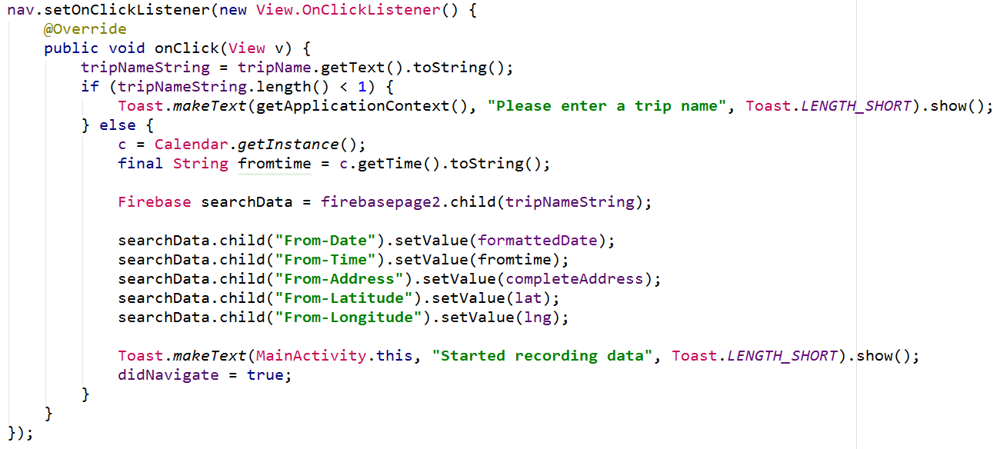 nav.setOnClickListener(new View.OnClickListener() {
    @Override
    public void onClick(View v) {
        tripNameString = tripName.getText().toString();
        if (tripNameString.length() < 1) {
            Toast.makeText(getApplicationContext(), "Please enter a trip name", Toast.LENGTH_SHORT).show();
        } else {
            c = Calendar.getInstance();
            final String fromtime = c.getTime().toString();

            Firebase searchData = firebasepage2.child(tripNameString);

            searchData.child("From-Date").setValue(formattedDate);
            searchData.child("From-Time").setValue(fromtime);
            searchData.child("From-Address").setValue(completeAddress);
            searchData.child("From-Latitude").setValue(lat);
            searchData.child("From-Longitude").setValue(lng);

            Toast.makeText(MainActivity.this, "Started recording data", Toast.LENGTH_SHORT).show();
            didNavigate = true;
        }
    }
});